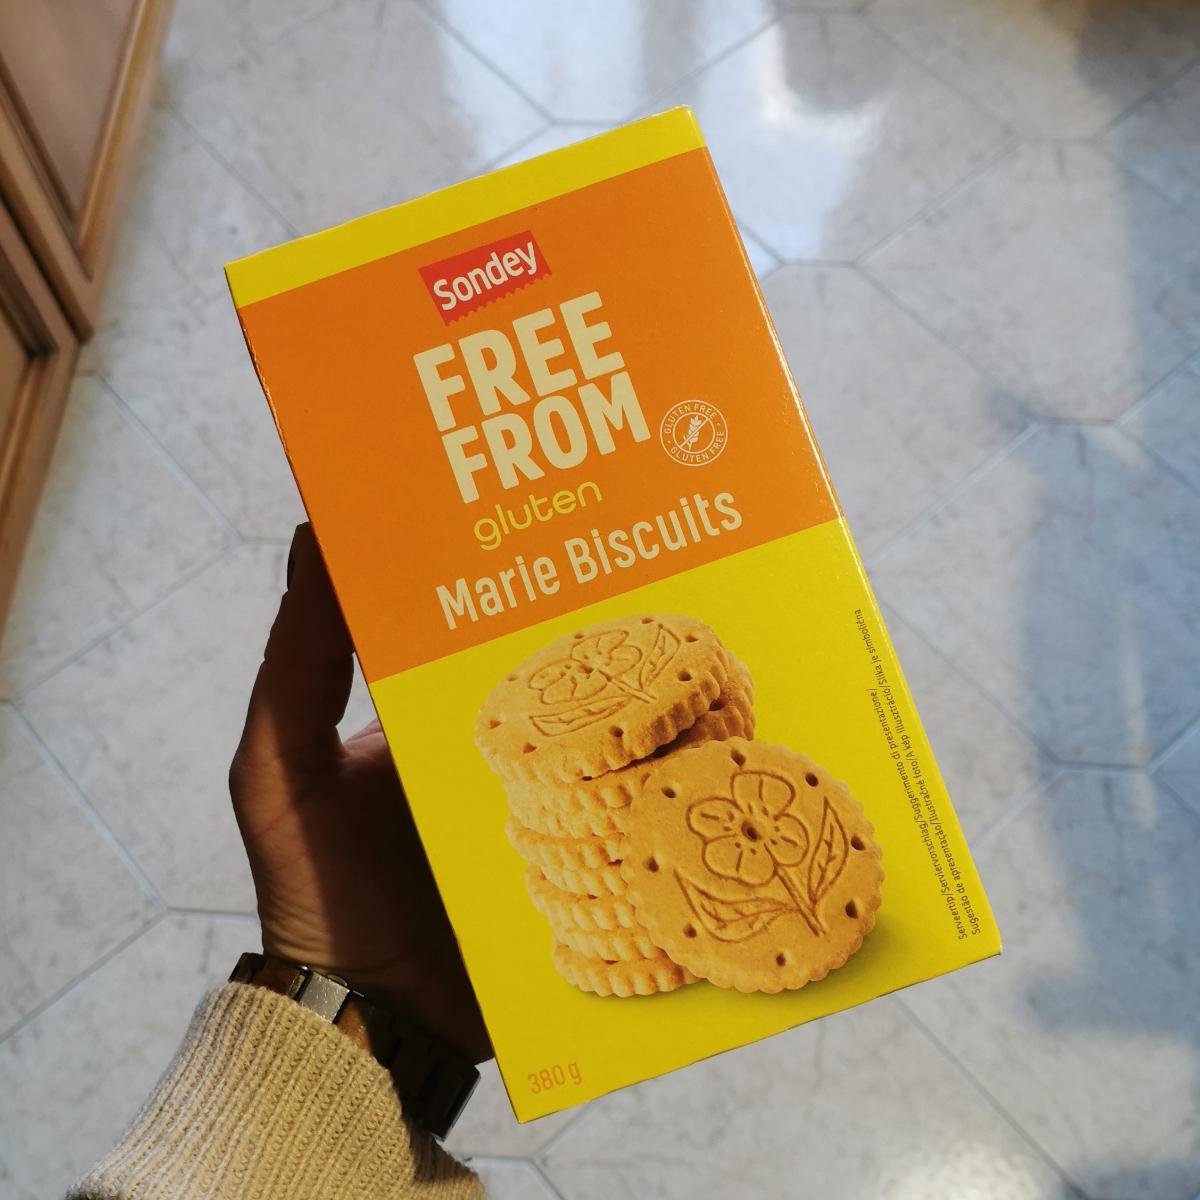 Sondey
FREE
FROM
gluten
GLUTEN FREE · GLUTEN FREE ·
Marie Biscuits
Serveertip/Serviervorschlag/Suggerimento di presentazione/
Sugestão de apresentação/Ilustračné foto/A kép illusztráció/Slika je simbolična
380 g